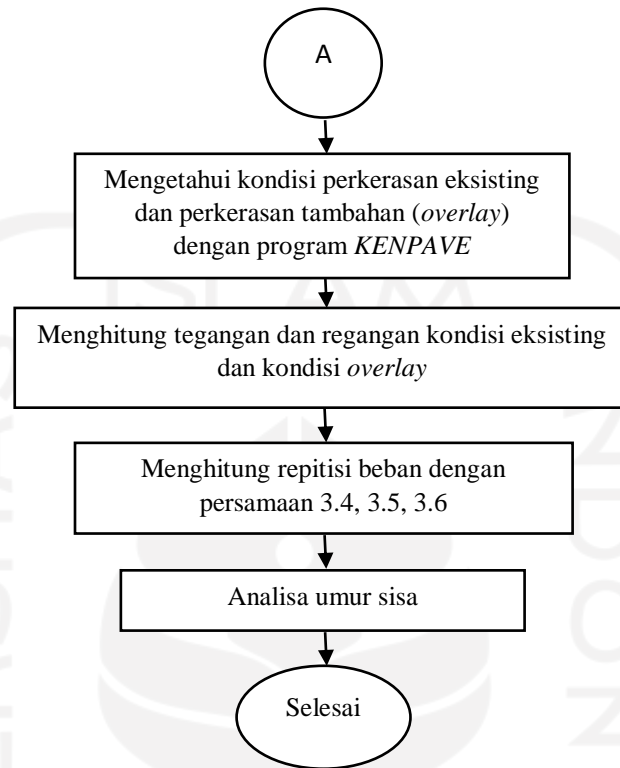 A
Mengetahui kondisi perkerasan eksisting
dan perkerasan tambahan (overlay)
dengan program KENPAVE
ISLAM
Menghitung tegangan dan regangan kondisi eksisting
dan kondisi overlay
Menghitung repitisi beban dengan
persamaan 3.4, 3.5, 3.6
Analisa umur sisa
Selesai